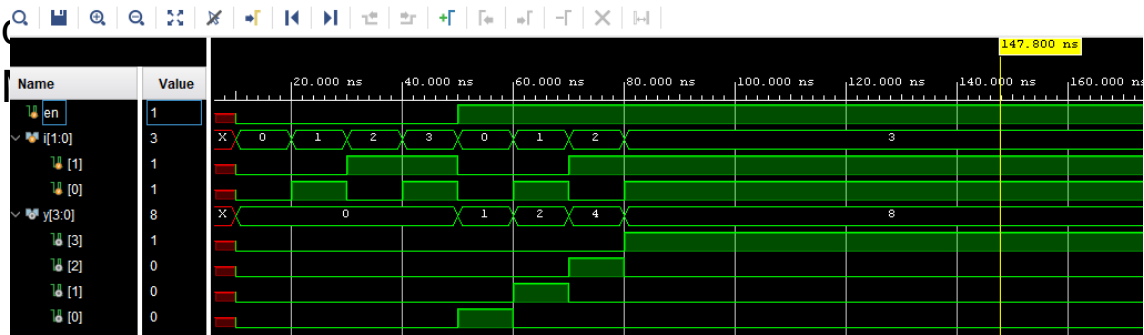 147.800 ns
Name Value
20.000 ns 40.000 ns 60.000 ns 80.000 ns 100.000 ns 120.000 ns 140.000 ns 160.000 ns
en 1
i[1:0] 3 X 0 1 2 3 0 1 2 3
[1] 1
[0] 1
y[3:0] 8 X 0 1 2 4 8
[3] 1
[2] 0
[1] 0
[0] 0